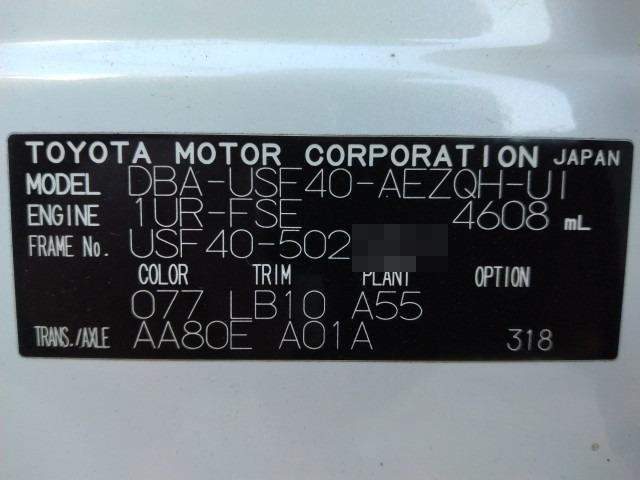 TOYOTA MOTOR CORPORATION JAPAN
MODEL DBA-USF40-AEZQH-UI
ENGINE 1UR-FSE 4608 mL
FRAME No. USF40-502
COLOR TRIM PLANT OPTION
077 LB10 A55
TRANS./AXLE AA80E A01A 318